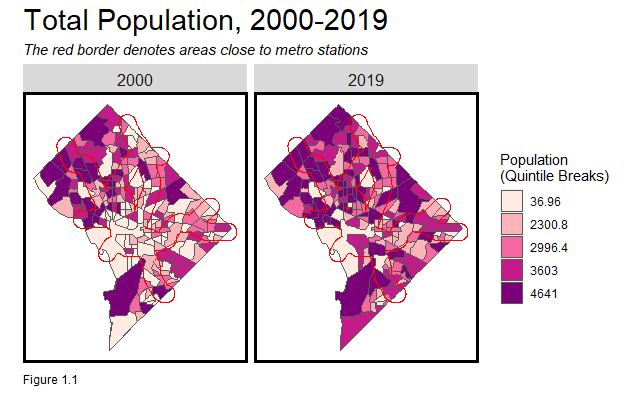 Total Population, 2000-2019
The red border denotes areas close to metro stations
2000
2019
Population
(Quintile Breaks)
36.96
2300.8
2996.4
3603
4641
Figure 1.1